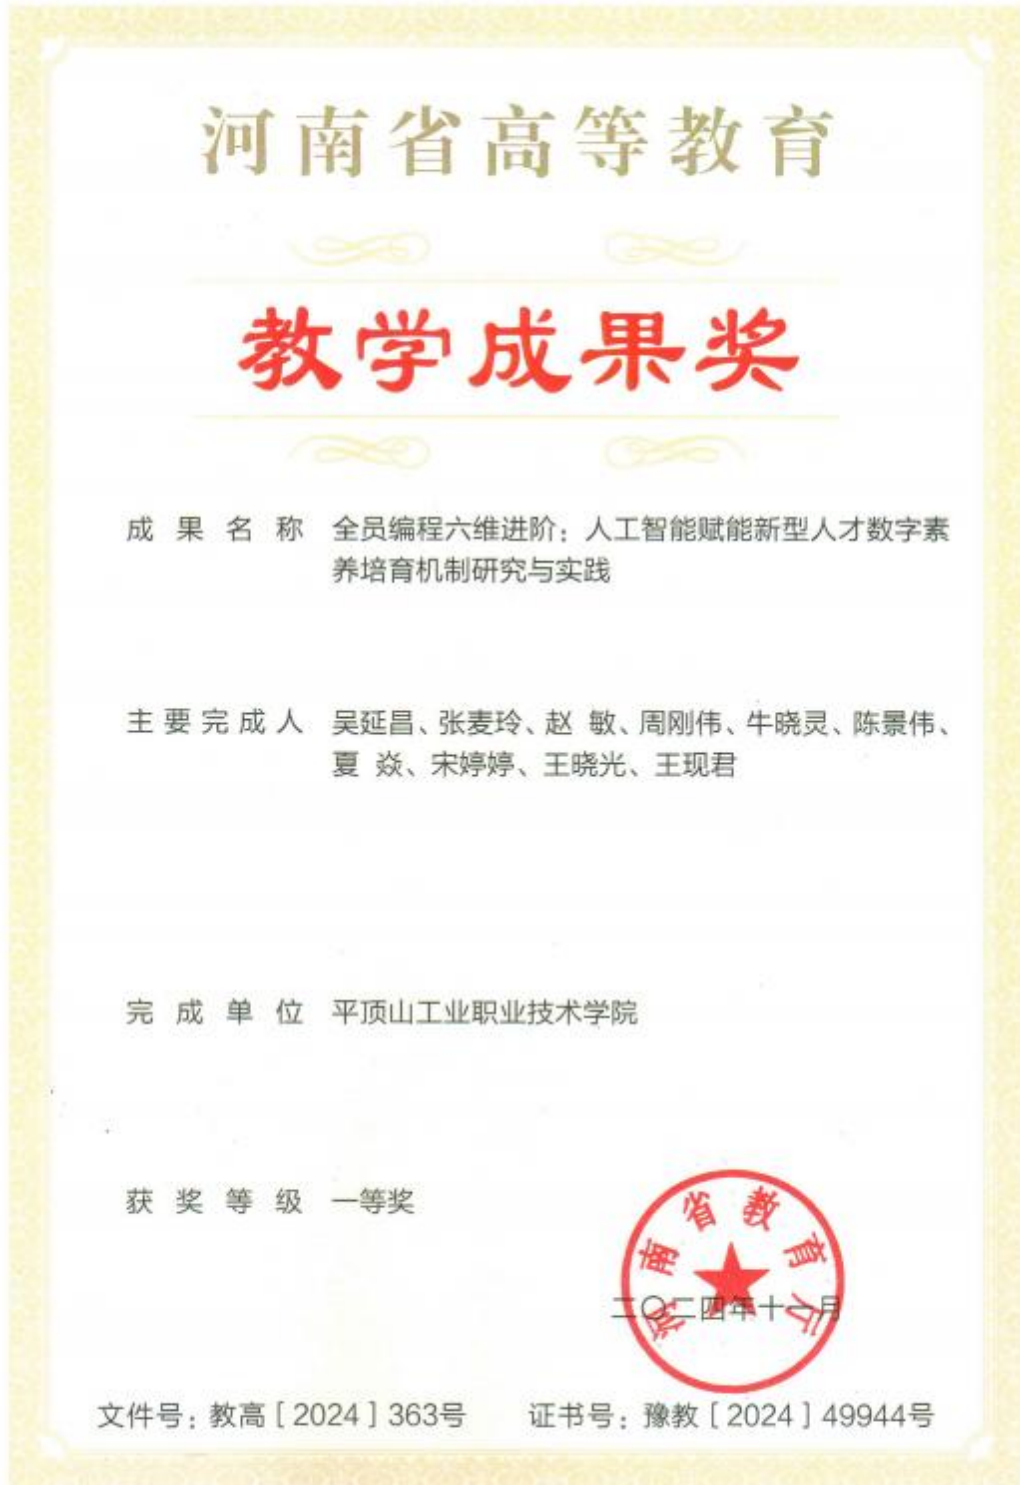 河南省高等教育
教学成果奖
成果名称 全员编程六维进阶：人工智能赋能新型人才数字素
养培育机制研究与实践
主要完成人 吴延昌、张麦玲、赵 敏、周刚伟、牛晓灵、陈景伟、
夏 焱、宋婷婷、王晓光、王现君
完成单位 平顶山工业职业技术学院
获奖等级 一等奖
河南省教育厅
二〇二四年十一月
文件号：教高［2024］363号 证书号：豫教［2024］49944号